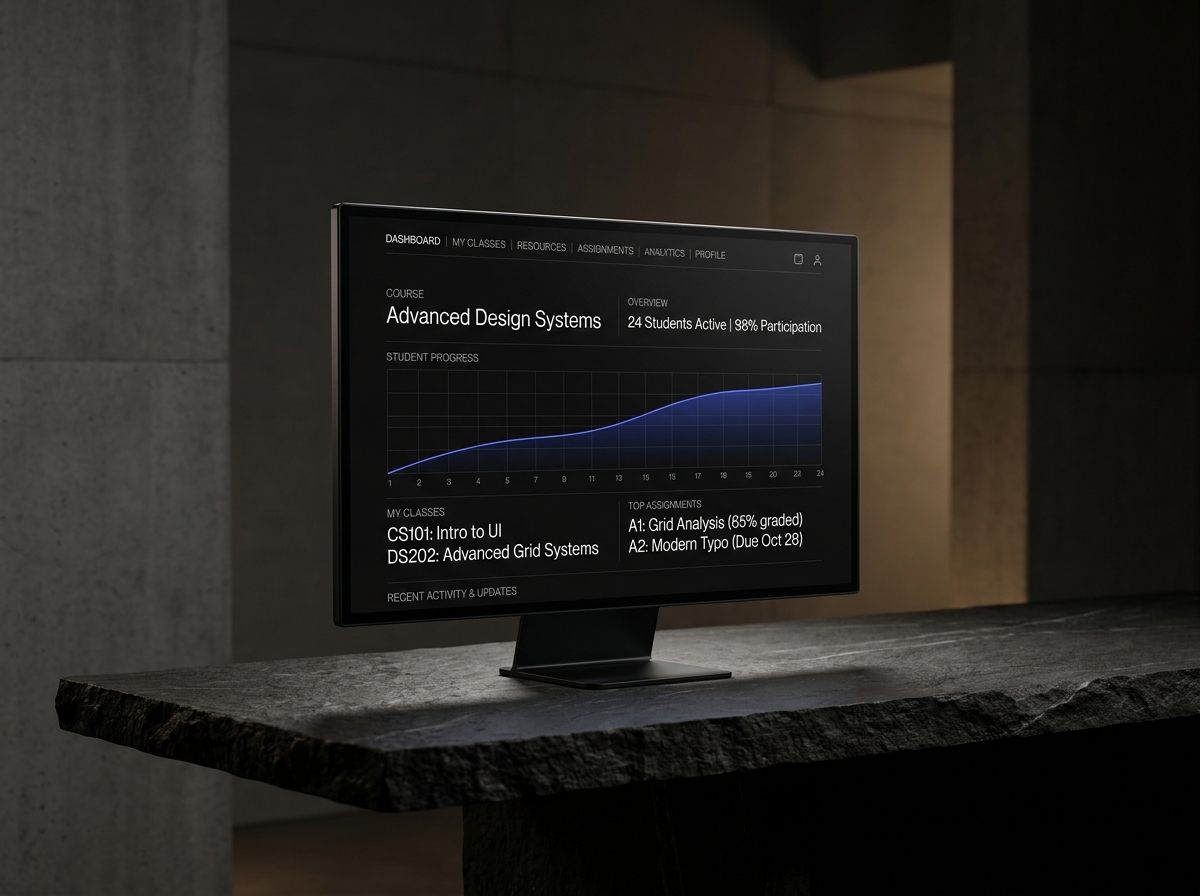 DASHBOARD | MY CLASSES | RESOURCES | ASSIGNMENTS | ANALYTICS | PROFILE
COURSE
Advanced Design Systems
OVERVIEW
24 Students Active | 98% Participation
STUDENT PROGRESS
1 2 3 4 5 7 8 11 13 15 15 17 18 19 20 22 24
MY CLASSES
CS101: Intro to UI
DS202: Advanced Grid Systems
TOP ASSIGNMENTS
A1: Grid Analysis (65% graded)
A2: Modern Typo (Due Oct 28)
RECENT ACTIVITY & UPDATES